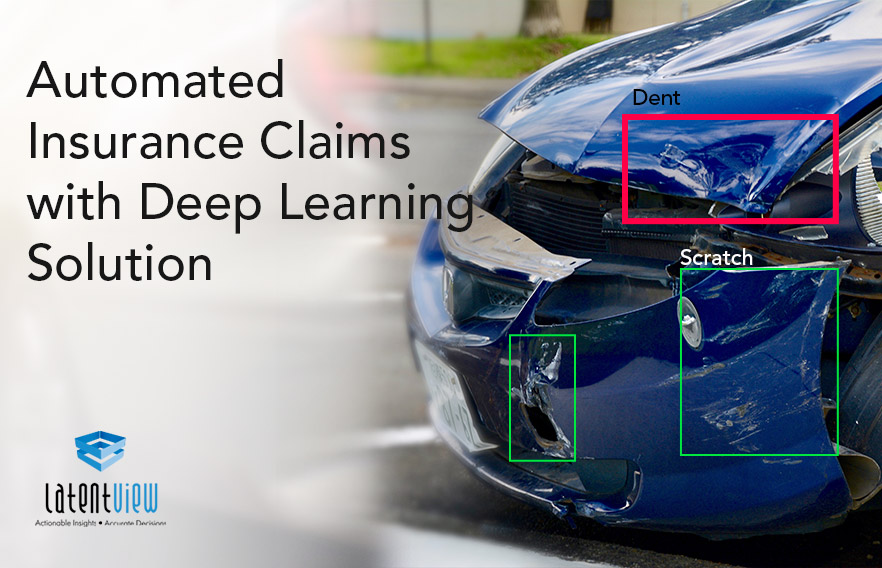 Automated
Insurance Claims
with Deep Learning
Solution
Dent
Scratch
LatentView
Actionable Insights • Accurate Decisions